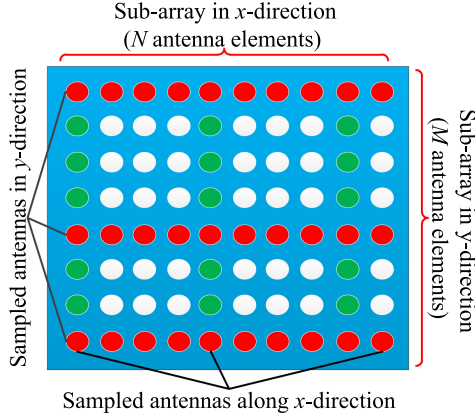 Sub-array in x-direction
(N antenna elements)
Sampled antennas in y-direction
Sub-array in y-direction
(M antenna elements)
Sampled antennas along x-direction